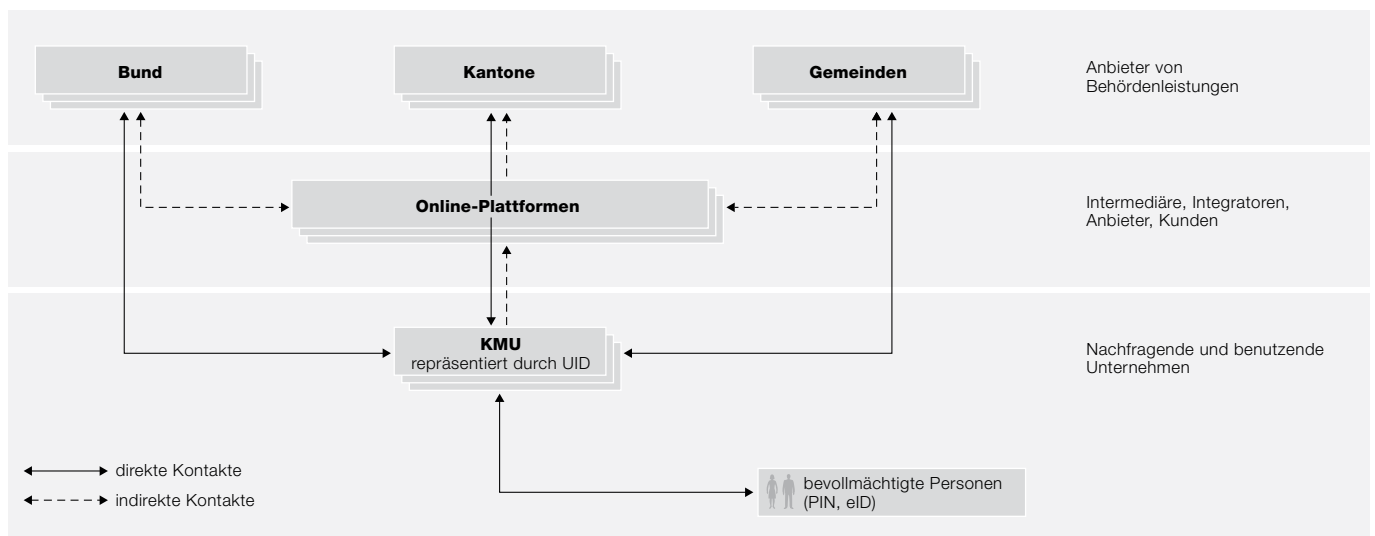 Bund
Kantone
Gemeinden
Anbieter von
Behördenleistungen
Online-Plattformen
Intermediäre, Integratoren,
Anbieter, Kunden
KMU
repräsentiert durch UID
Nachfragende und benutzende
Unternehmen
direkte Kontakte
indirekte Kontakte
bevollmächtigte Personen
(PIN, eID)